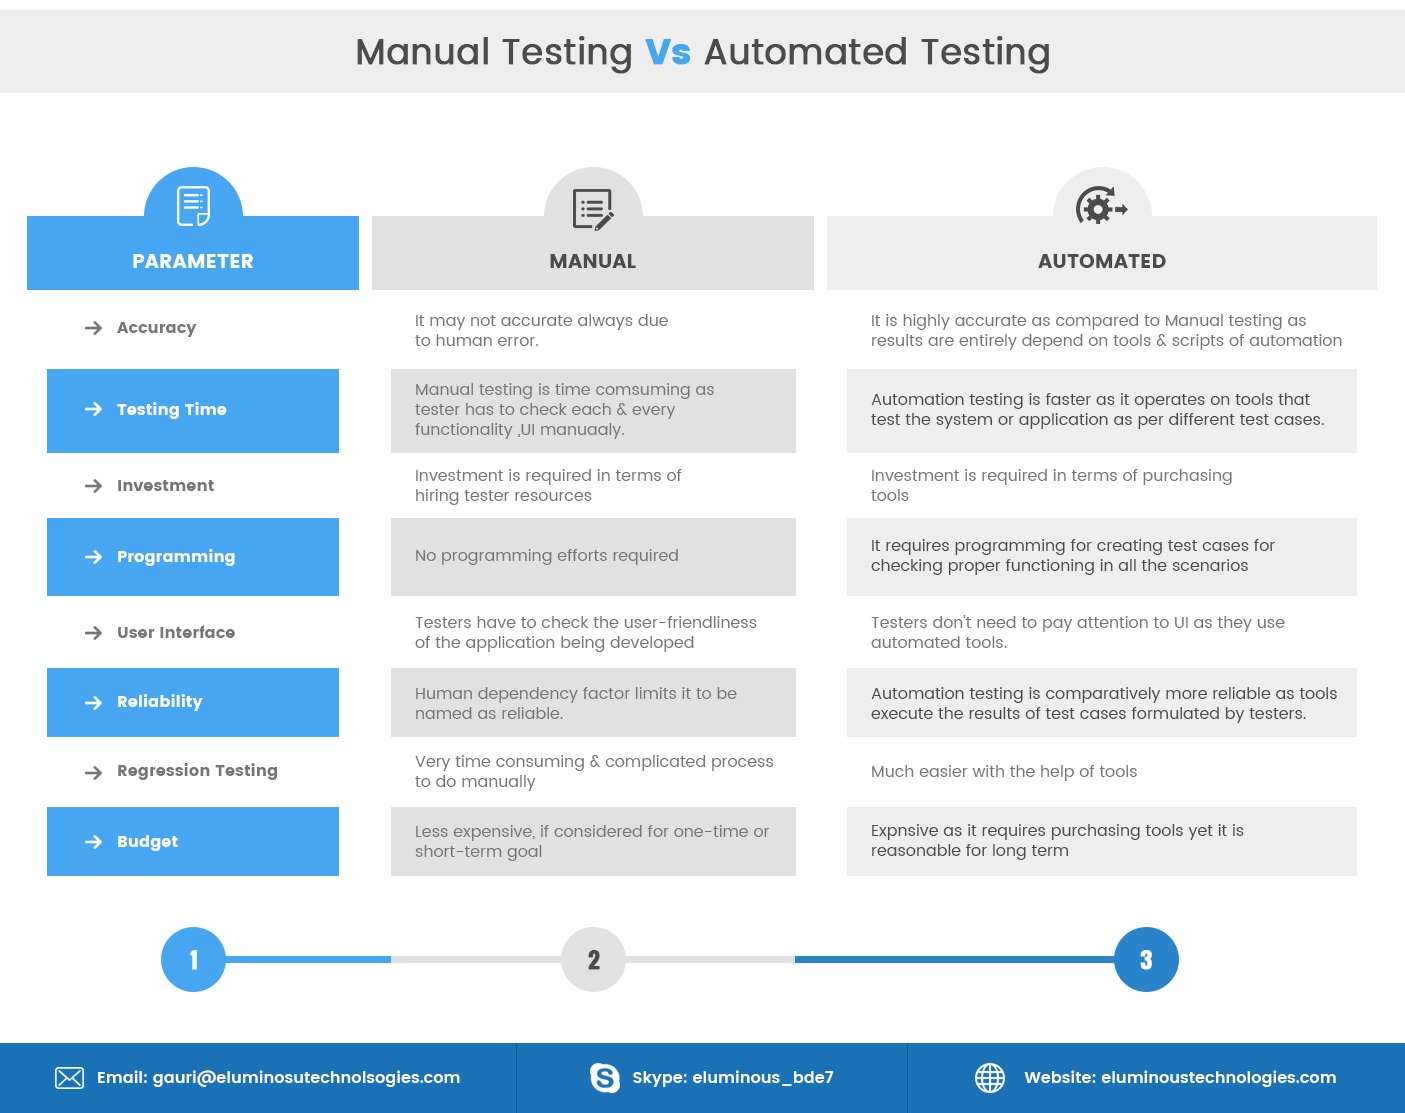 Manual Testing Vs Automated Testing
PARAMETER
MANUAL
AUTOMATED
Accuracy
It may not accurate always due
to human error.
It is highly accurate as compared to Manual testing as
results are entirely depend on tools & scripts of automation
Testing Time
Manual testing is time comsuming as
tester has to check each & every
functionality ,UI manuaaly.
Automation testing is faster as it operates on tools that
test the system or application as per different test cases.
Investment
Investment is required in terms of
hiring tester resources
Investment is required in terms of purchasing
tools
Programming
No programming efforts required
It requires programming for creating test cases for
checking proper functioning in all the scenarios
User Interface
Testers have to check the user-friendliness
of the application being developed
Testers don't need to pay attention to UI as they use
automated tools.
Reliability
Human dependency factor limits it to be
named as reliable.
Automation testing is comparatively more reliable as tools
execute the results of test cases formulated by testers.
Regression Testing
Very time consuming & complicated process
to do manually
Much easier with the help of tools
Budget
Less expensive, if considered for one-time or
short-term goal
Expnsive as it requires purchasing tools yet it is
reasonable for long term
1
2
3
Email: gauri@eluminosutechnolsogies.com
Skype: eluminous_bde7
Website: eluminoustechnologies.com